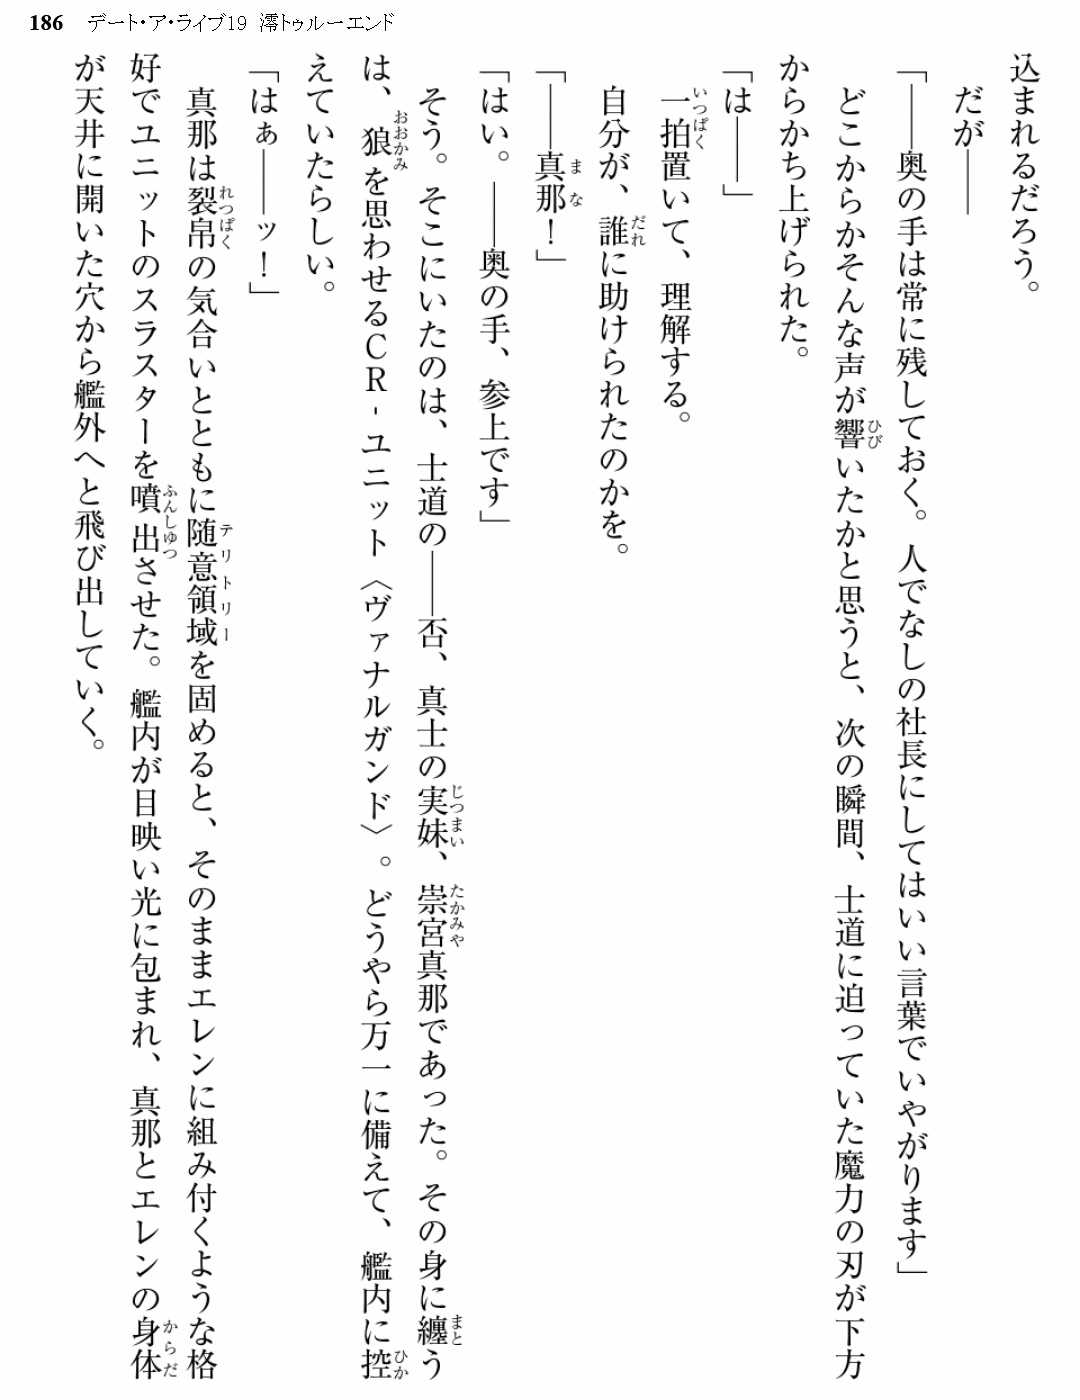 186 デート・ア・ライブ19 澪トゥルーエンド
込まれるだろう。
だが――
「――奥の手は常に残しておく。人でなしの社長にしてはいい言葉でいやがります」
どこからかそんな声が響いたかと思うと、次の瞬間、士道に迫っていた魔力の刃が下方
からかち上げられた。
「は――」
一拍置いて、理解する。
自分が、誰に助けられたのかを。
「――真那！」
「はい。――奥の手、参上です」
そう。そこにいたのは、士道の――否、真士の実妹、崇宮真那であった。その身に纏う
は、狼を思わせるCR-ユニット〈ヴァナルガンド〉。どうやら万一に備えて、艦内に控
えていたらしい。
「はぁ――ッ！」
真那は裂帛の気合いとともに随意領域を固めると、そのままエレンに組み付くような格
好でユニットのスラスターを噴出させた。艦内が目映い光に包まれ、真那とエレンの身体
が天井に開いた穴から艦外へと飛び出していく。